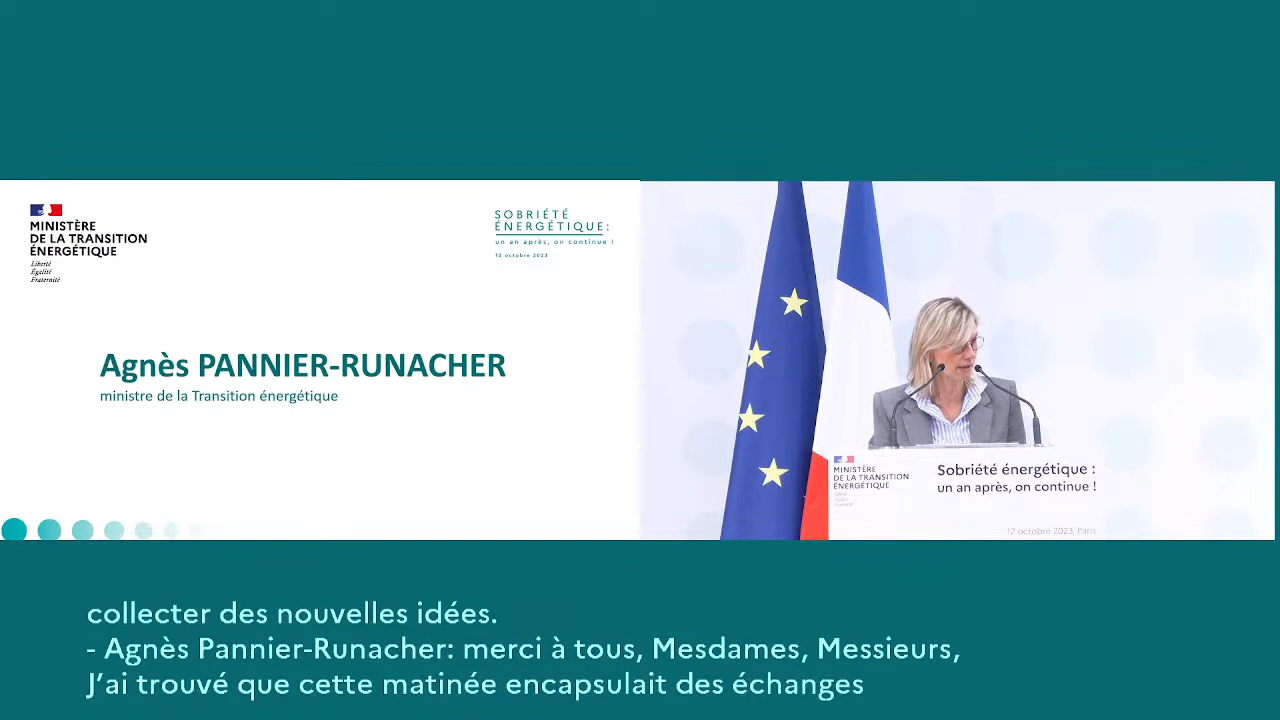 MINISTÈRE
DE LA TRANSITION
ÉNERGÉTIQUE
Liberté
Égalité
Fraternité
SOBRIÉTÉ
ÉNERGÉTIQUE:
un an après, on continue !
12 octobre 2023
Agnès PANNIER-RUNACHER
ministre de la Transition énergétique
MINISTÈRE
DE LA TRANSITION
ÉNERGÉTIQUE
Sobriété énergétique :
un an après, on continue !
12 octobre 2023, Paris
collecter des nouvelles idées.
- Agnès Pannier-Runacher: merci à tous, Mesdames, Messieurs,
J’ai trouvé que cette matinée encapsulait des échanges